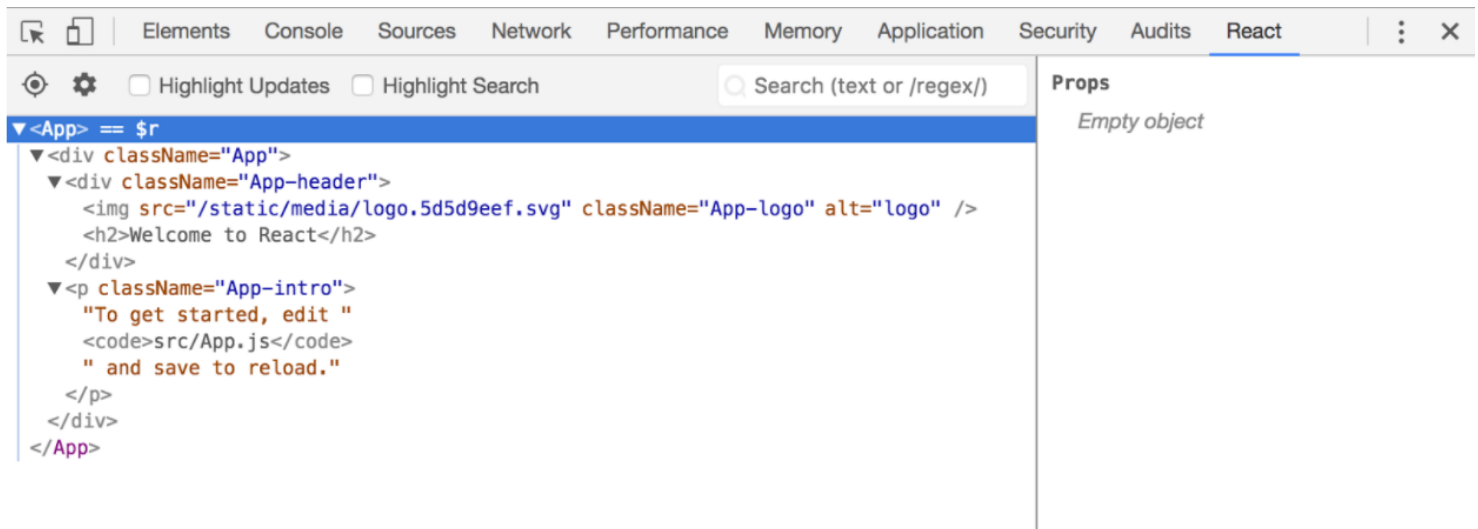 Elements Console Sources Network Performance Memory Application Security Audits React
Highlight Updates Highlight Search Search (text or /regex/)
Props
Empty object
▼<App> == $r
▼<div className="App">
▼<div className="App-header">
<img src="/static/media/logo.5d5d9eef.svg" className="App-logo" alt="logo" />
<h2>Welcome to React</h2>
</div>
▼<p className="App-intro">
"To get started, edit "
<code>src/App.js</code>
" and save to reload."
</p>
</div>
</App>